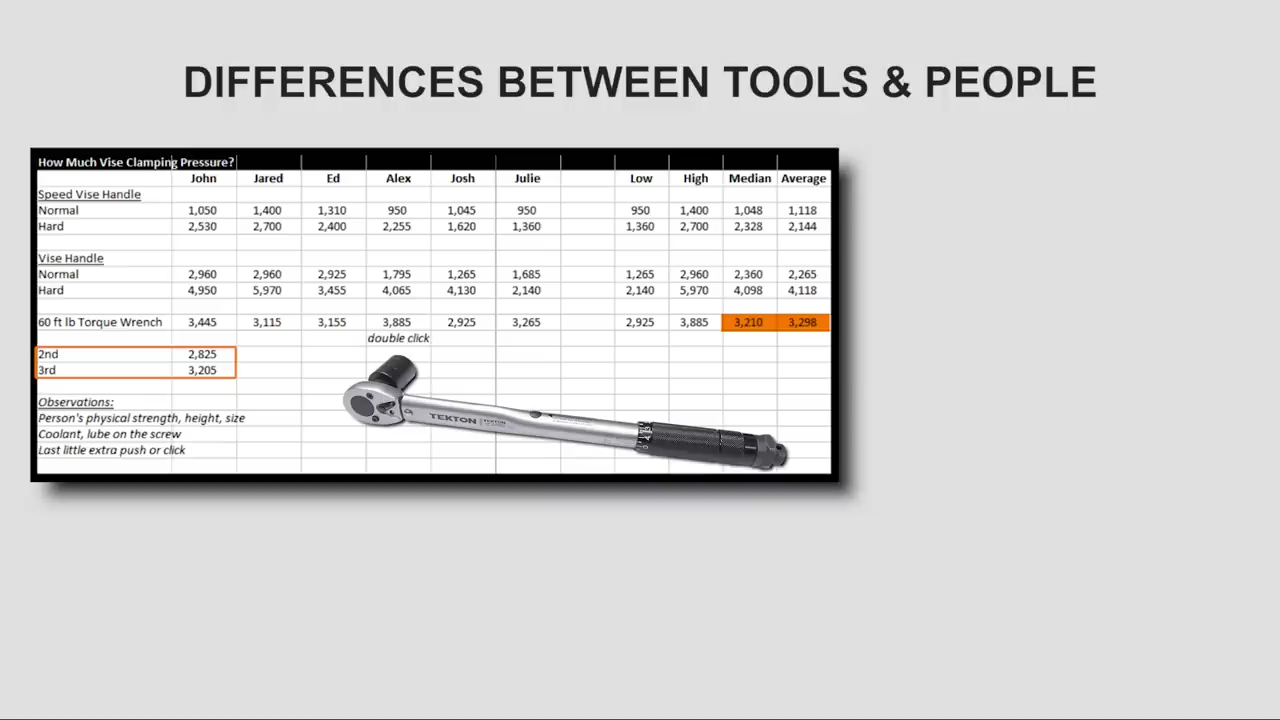 DIFFERENCES BETWEEN TOOLS & PEOPLE
How Much Vise Clamping Pressure?
John Jared Ed Alex Josh Julie Low High Median Average
Speed Vise Handle
Normal 1,050 1,400 1,310 950 1,045 950 950 1,400 1,048 1,118
Hard 2,530 2,700 2,400 2,255 1,620 1,360 1,360 2,700 2,328 2,144
Vise Handle
Normal 2,960 2,960 2,925 1,795 1,265 1,685 1,265 2,960 2,360 2,265
Hard 4,950 5,970 3,455 4,065 4,130 2,140 2,140 5,970 4,098 4,118
60 ft lb Torque Wrench 3,445 3,115 3,155 3,885 2,925 3,265 2,925 3,885 3,210 3,298
double click
2nd 2,825
3rd 3,205
Observations:
Person's physical strength, height, size
Coolant, lube on the screw
Last little extra push or click
TEKTON